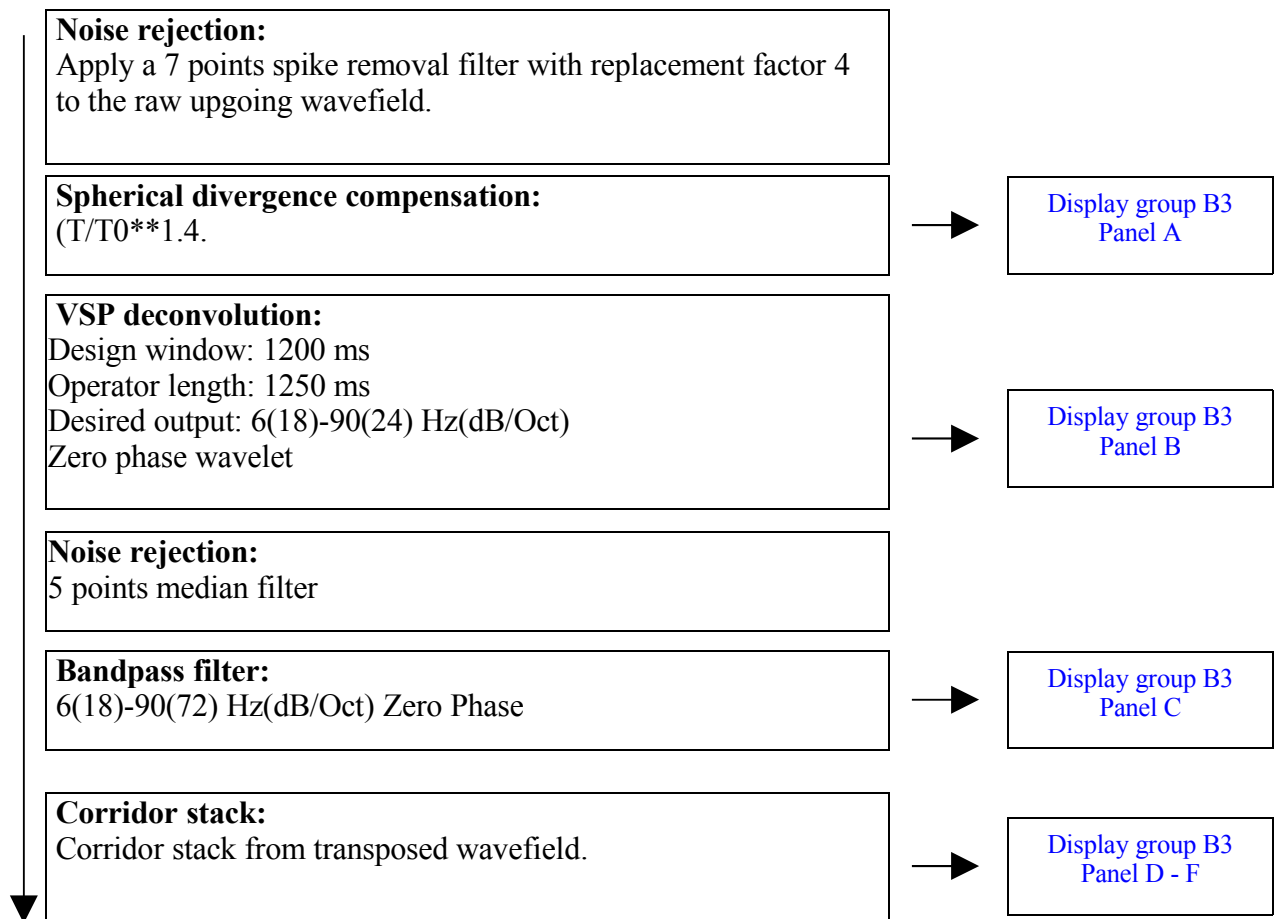 Noise rejection:
Apply a 7 points spike removal filter with replacement factor 4
to the raw upgoing wavefield.
Spherical divergence compensation:
(T/T0**1.4.
Display group B3
Panel A
VSP deconvolution:
Design window: 1200 ms
Operator length: 1250 ms
Desired output: 6(18)-90(24) Hz(dB/Oct)
Zero phase wavelet
Display group B3
Panel B
Noise rejection:
5 points median filter
Bandpass filter:
6(18)-90(72) Hz(dB/Oct) Zero Phase
Display group B3
Panel C
Corridor stack:
Corridor stack from transposed wavefield.
Display group B3
Panel D - F